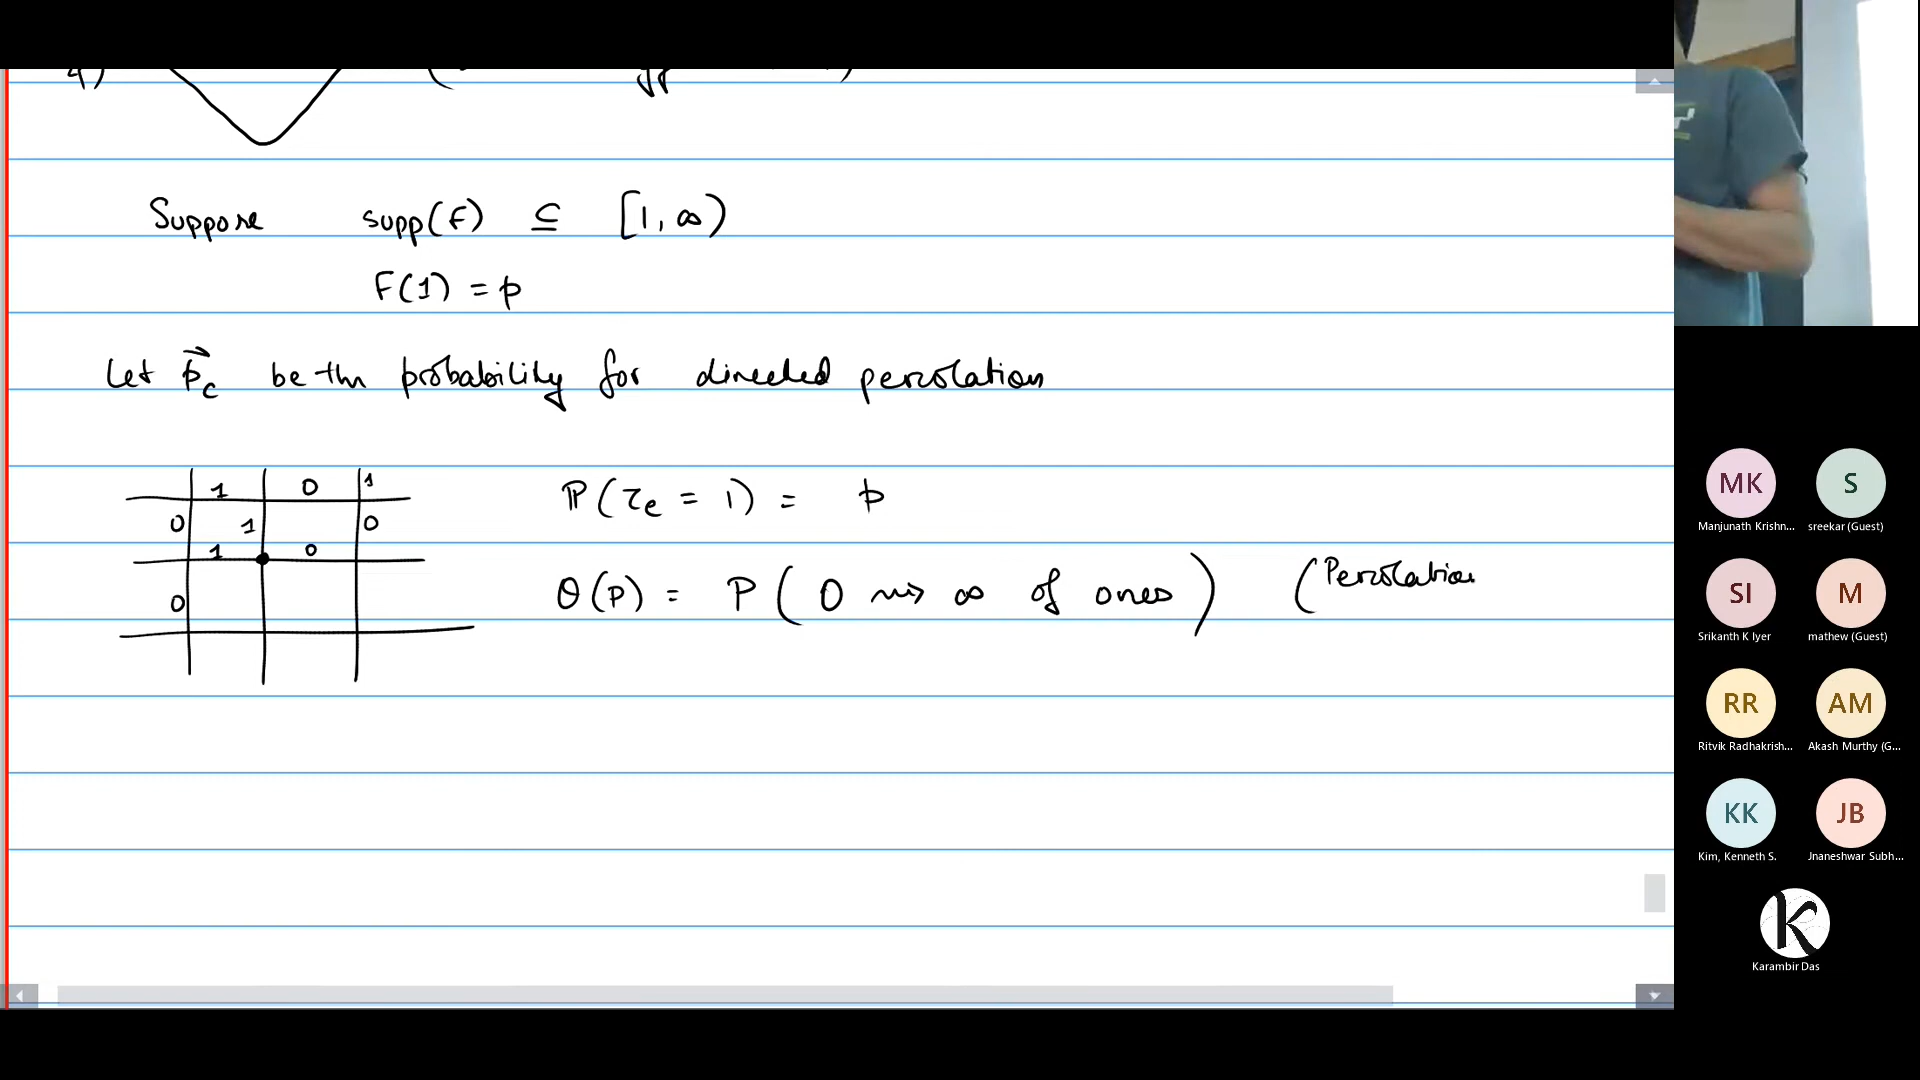 4)
Suppose supp(F) ⊆ [1, ∞)
F(1) = p
Let p⃗c be the probability for directed percolation
1 0 1
0 1 0
1 0
0
ℙ(τe = 1) = p
θ(p) = P(0 ⇝ ∞ of ones) (Percolation
MK S
Manjunath Krishn... sreekar (Guest)
SI M
Srikanth K Iyer mathew (Guest)
RR AM
Ritvik Radhakrish... Akash Murthy (G...
KK JB
Kim, Kenneth S. Jnaneshwar Subh...
K
Karambir Das